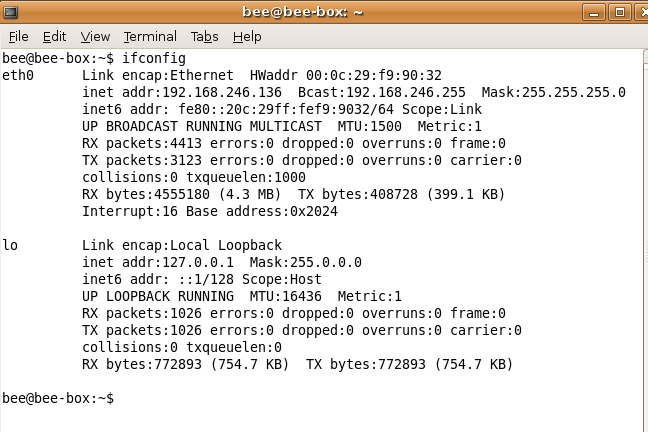 bee@bee-box: ~
File Edit View Terminal Tabs Help
bee@bee-box:~$ ifconfig
eth0      Link encap:Ethernet  HWaddr 00:0c:29:f9:90:32
          inet addr:192.168.246.136  Bcast:192.168.246.255  Mask:255.255.255.0
          inet6 addr: fe80::20c:29ff:fef9:9032/64 Scope:Link
          UP BROADCAST RUNNING MULTICAST  MTU:1500  Metric:1
          RX packets:4413 errors:0 dropped:0 overruns:0 frame:0
          TX packets:3123 errors:0 dropped:0 overruns:0 carrier:0
          collisions:0 txqueuelen:1000
          RX bytes:4555180 (4.3 MB)  TX bytes:408728 (399.1 KB)
          Interrupt:16 Base address:0x2024
lo        Link encap:Local Loopback
          inet addr:127.0.0.1  Mask:255.0.0.0
          inet6 addr: ::1/128 Scope:Host
          UP LOOPBACK RUNNING  MTU:16436  Metric:1
          RX packets:1026 errors:0 dropped:0 overruns:0 frame:0
          TX packets:1026 errors:0 dropped:0 overruns:0 carrier:0
          collisions:0 txqueuelen:0
          RX bytes:772893 (754.7 KB)  TX bytes:772893 (754.7 KB)
bee@bee-box:~$